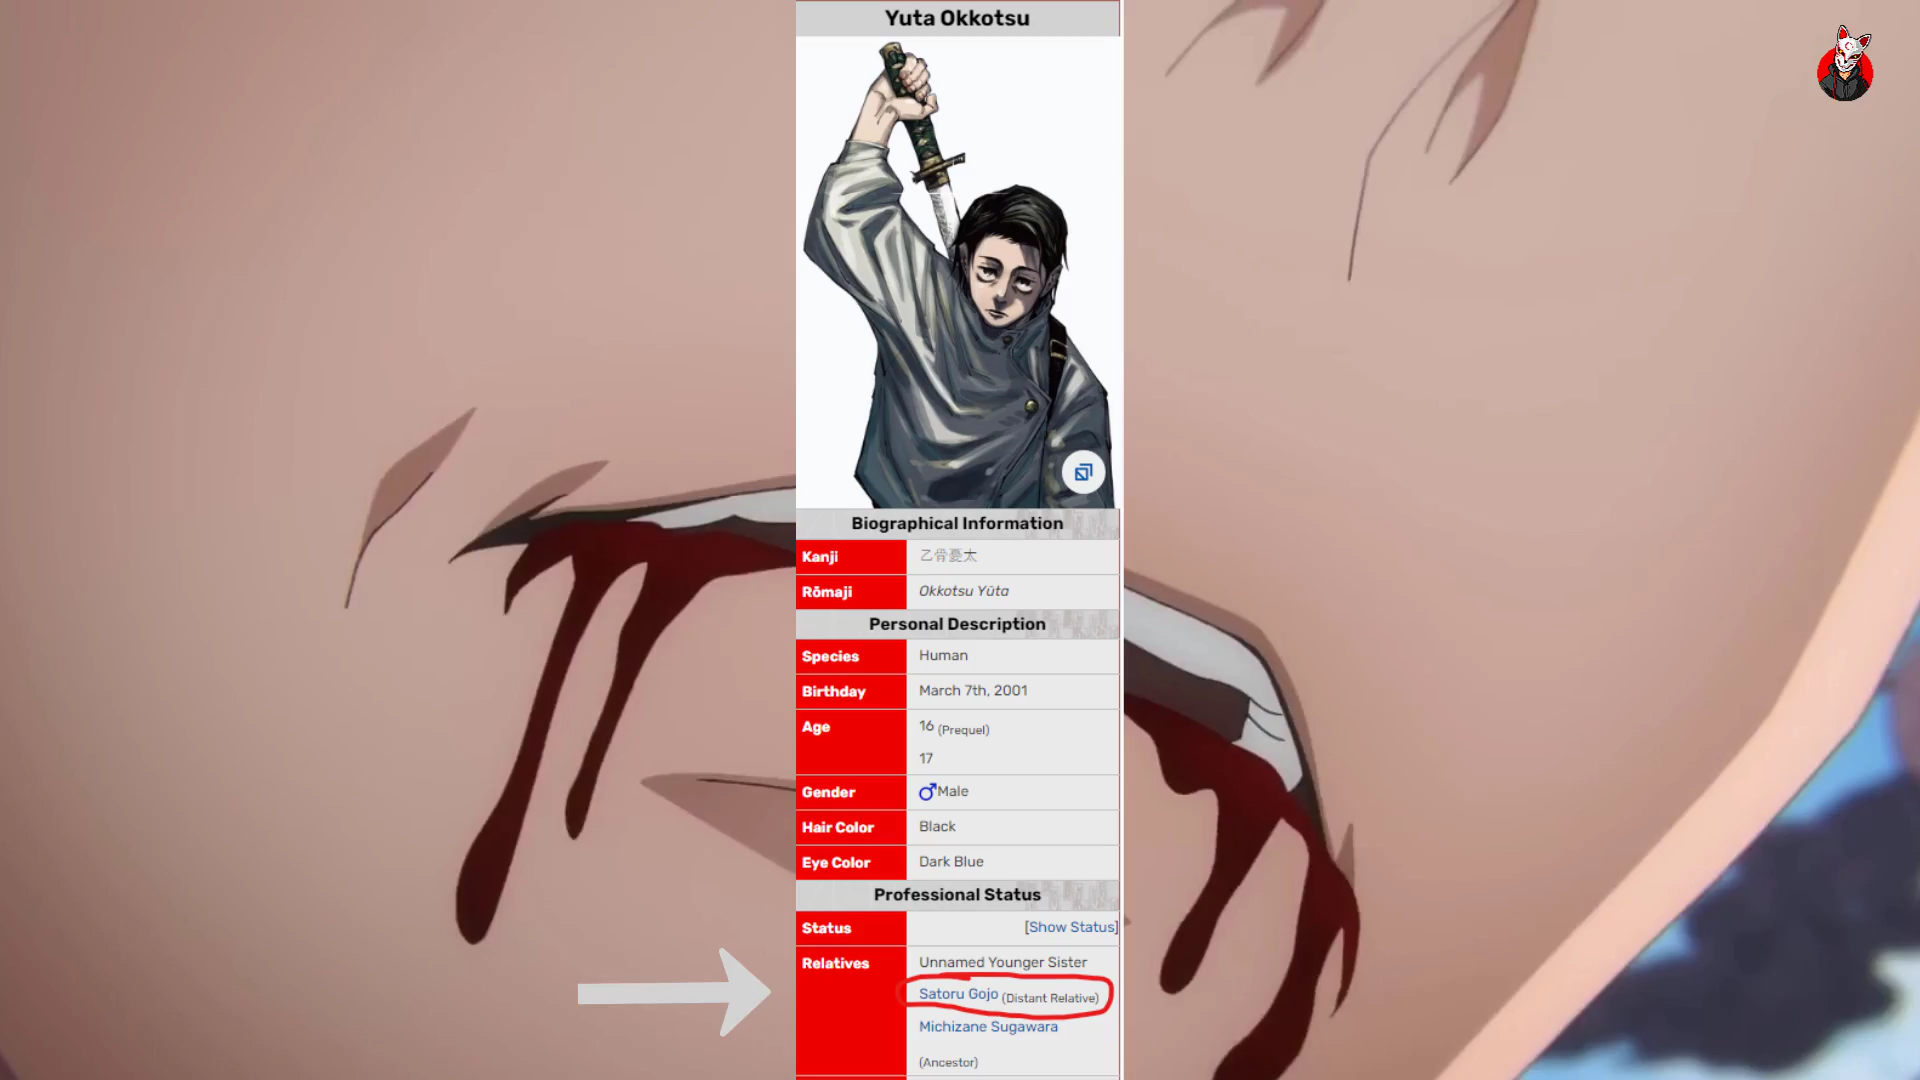 Yuta Okkotsu
Biographical Information
Kanji 乙骨憂太
Rōmaji Okkotsu Yūta
Personal Description
Species Human
Birthday March 7th, 2001
Age 16 (Prequel)
17
Gender ♂Male
Hair Color Black
Eye Color Dark Blue
Professional Status
Status [Show Status]
Relatives Unnamed Younger Sister
Satoru Gojo (Distant Relative)
Michizane Sugawara
(Ancestor)